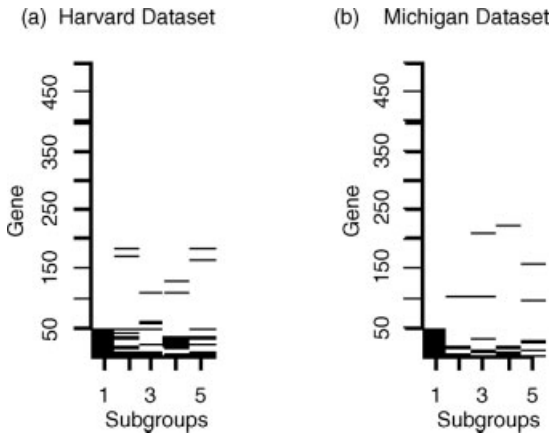 (a) Harvard Dataset
450
350
250
150
50
Gene
1 3 5
Subgroups
(b) Michigan Dataset
450
350
250
150
50
Gene
1 3 5
Subgroups